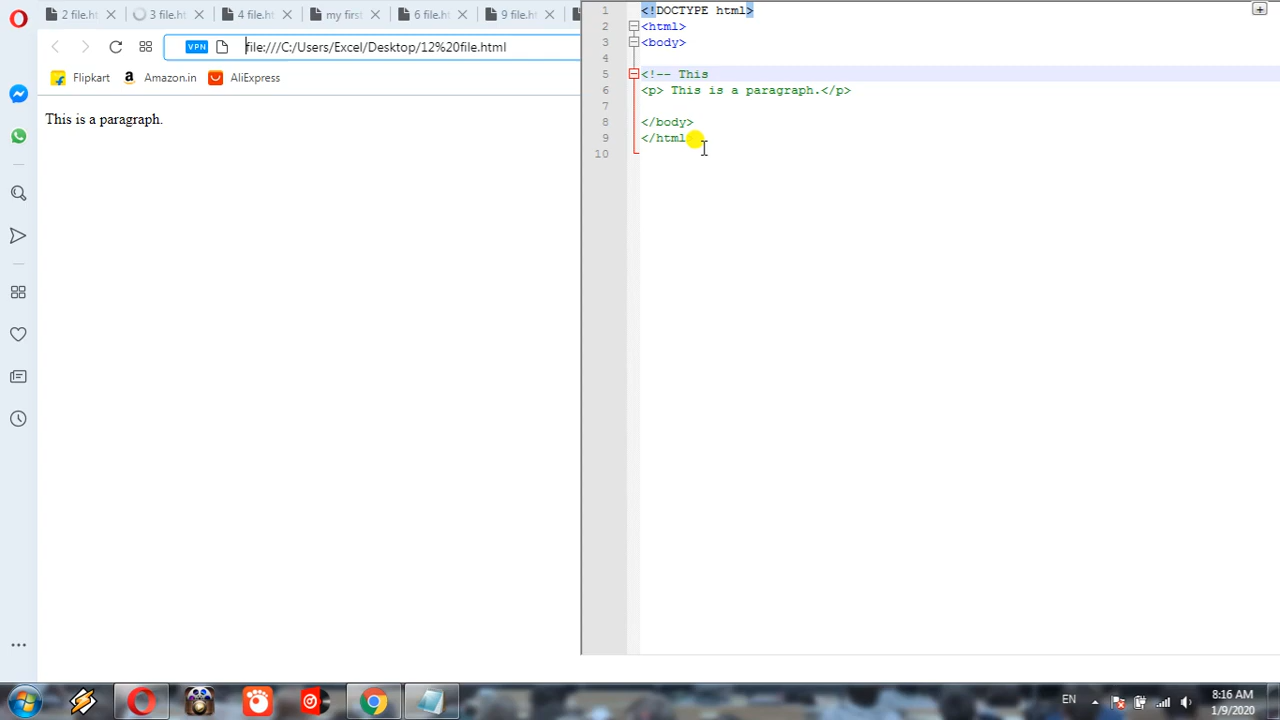 2 file.ht
3 file.ht
4 file.ht
my first
6 file.ht
9 file.ht
VPN
file:///C:/Users/Excel/Desktop/12%20file.html
Flipkart
Amazon.in
AliExpress
This is a paragraph.
1 <!DOCTYPE html>
2 <html>
3 <body>
4
5 <!-- This
6 <p> This is a paragraph.</p>
7
8 </body>
9 </html>
10
EN
8:16 AM
1/9/2020